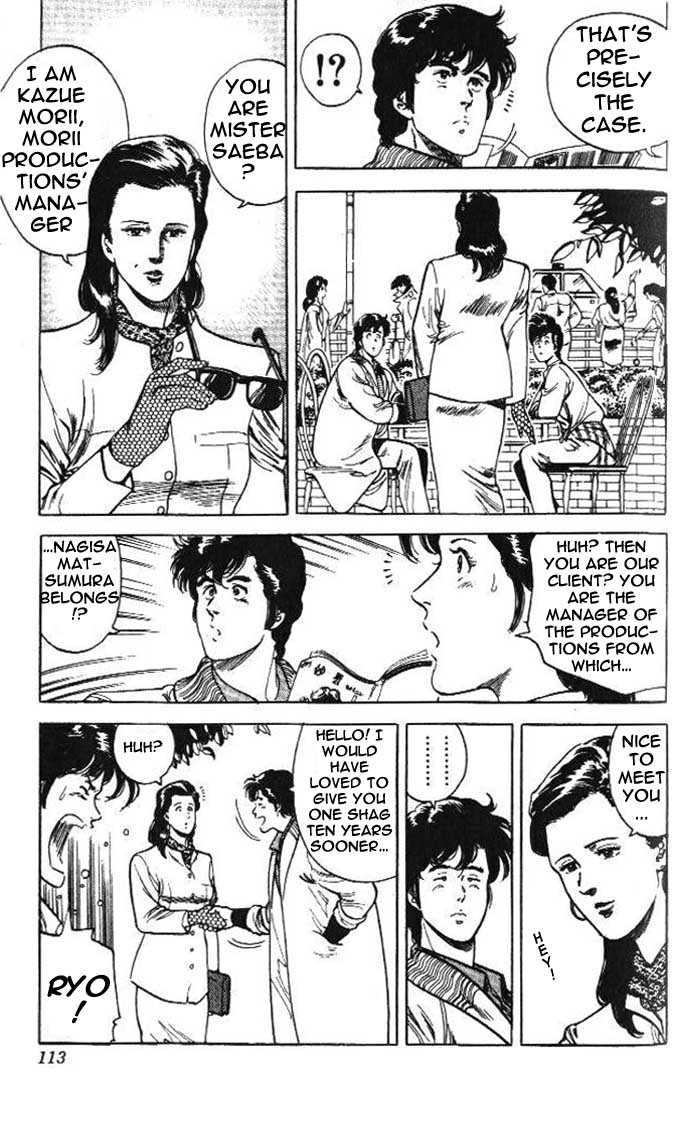 THAT'S
PRE-
CISELY
THE
CASE.
!?
YOU
ARE
MISTER
SAEBA
?
I AM
KAZUE
MORII,
MORII
PRODUC-
TIONS'
MANA-
GER
HUH? THEN
YOU ARE OUR
CLIENT? YOU
ARE THE
MANAGER OF
THE PRODUC-
TIONS FROM
WHICH...
...NAGISA
MAT-
SUMURA
BELONGS
!?
NICE
TO
MEET
YOU
...
HEY!
............
HELLO! I
WOULD
HAVE
LOVED TO
GIVE YOU
ONE SHAG
TEN YEARS
SOONER...
HUH?
RYO
!
113